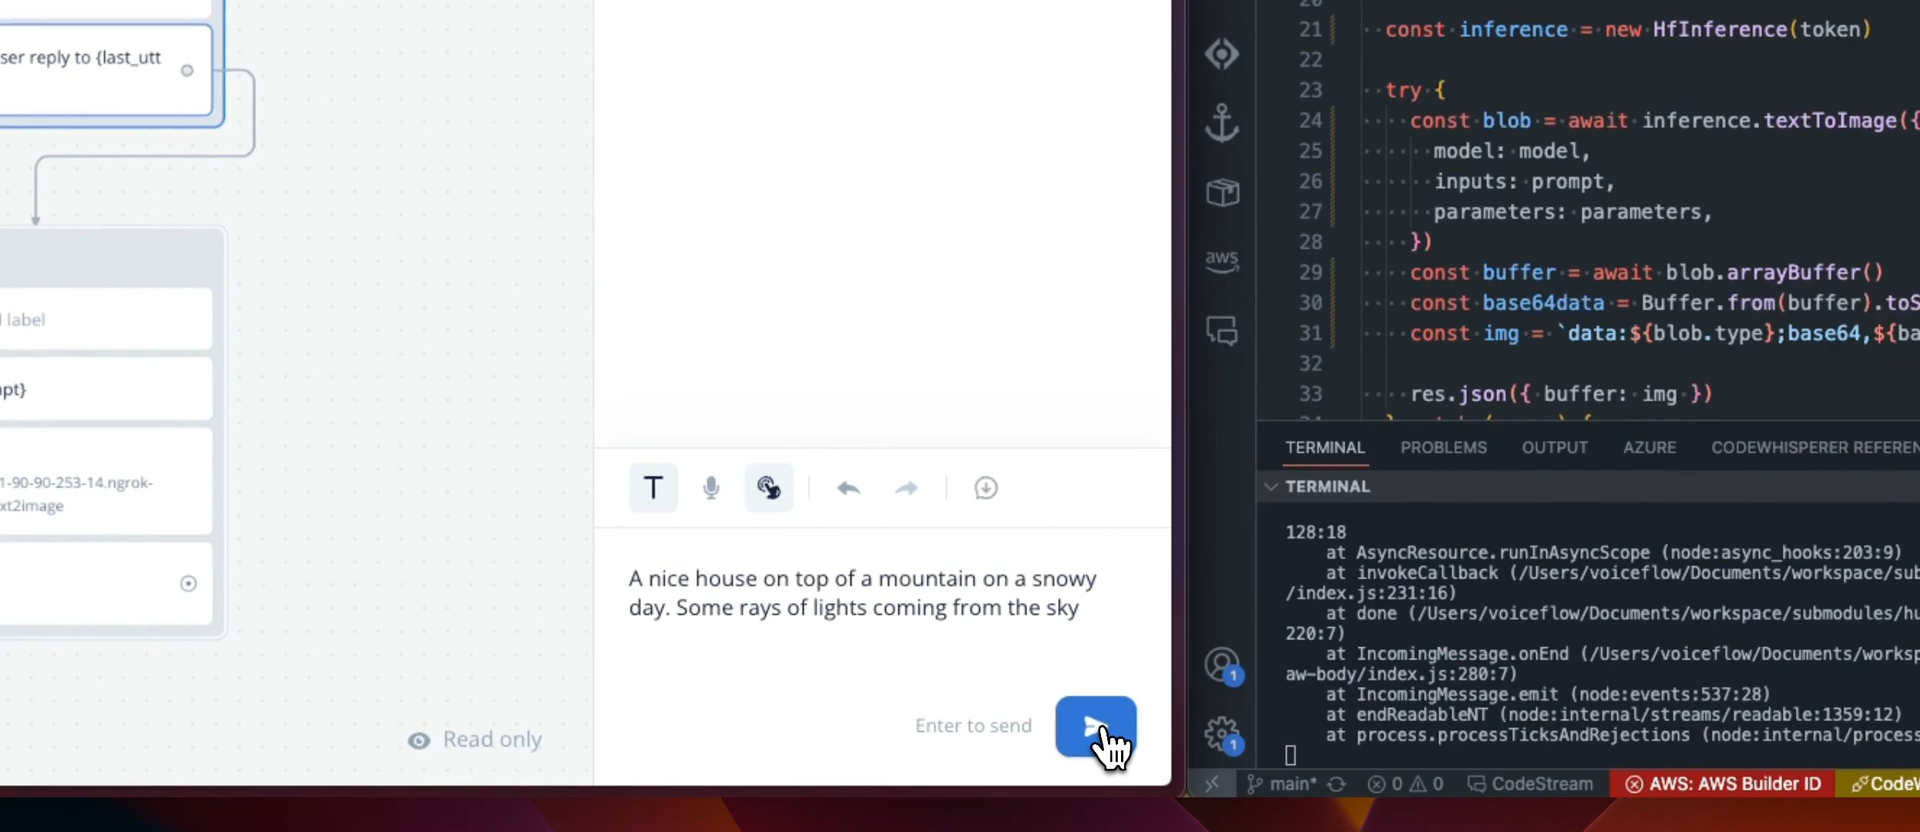 ser reply to {last_utt
label
pt}
1-90-90-253-14.ngrok-
xt2image
Read only
T
A nice house on top of a mountain on a snowy
day. Some rays of lights coming from the sky
Enter to send
aws
1
1
21 const inference = new HfInference(token)
22
23 try {
24 const blob = await inference.textToImage({
25 model: model,
26 inputs: prompt,
27 parameters: parameters,
28 })
29 const buffer = await blob.arrayBuffer()
30 const base64data = Buffer.from(buffer).toS
31 const img = `data:${blob.type};base64,${ba
32
33 res.json({ buffer: img })
TERMINAL PROBLEMS OUTPUT AZURE CODEWHISPERER REFEREN
TERMINAL
128:18
at AsyncResource.runInAsyncScope (node:async_hooks:203:9)
at invokeCallback (/Users/voiceflow/Documents/workspace/sub
/index.js:231:16)
at done (/Users/voiceflow/Documents/workspace/submodules/hu
220:7)
at IncomingMessage.onEnd (/Users/voiceflow/Documents/worksp
aw-body/index.js:280:7)
at IncomingMessage.emit (node:events:537:28)
at endReadableNT (node:internal/streams/readable:1359:12)
at process.processTicksAndRejections (node:internal/process
main* 0 0 CodeStream AWS: AWS Builder ID CodeW